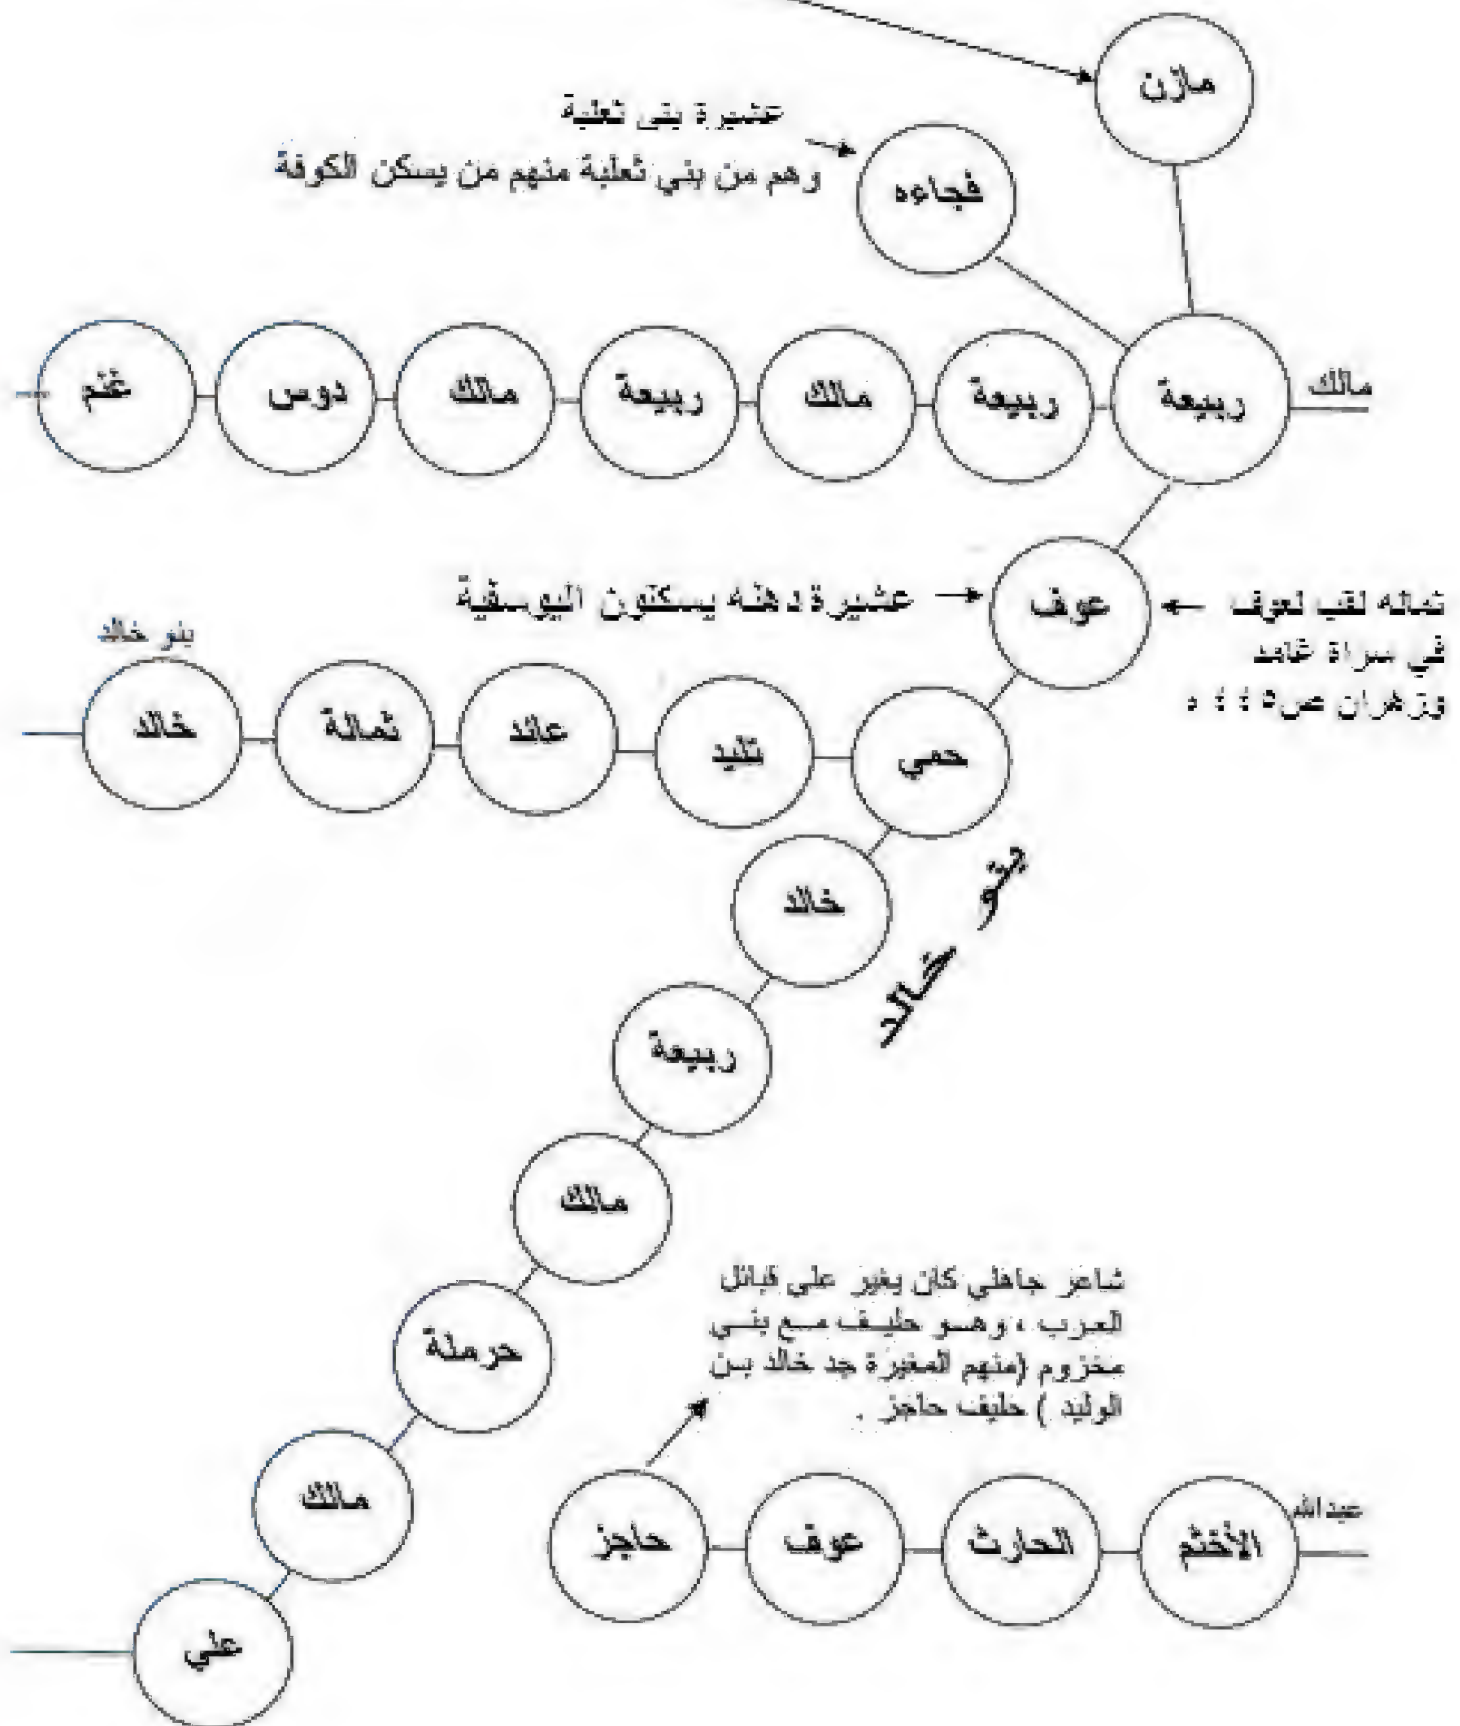 مازن
عشيرة بني ثعلبة
وهم من بني ثعلبة منهم من يسكن الكوفة
فجاءه
مالك
ربيعة
ربيعة
مالك
ربيعة
مالك
دوس
غنم
ثماله لقب لعوف
في سراة غامد
وزهران ص
عوف
عشيرة دهنه يسكنون اليوسفية
بنو خالد
حمي
تليد
عائد
ثمالة
خالد
خالد
بنو خالد
ربيعة
مالك
حرملة
مالك
علي
شاعر جاهلي كان يغير على قبائل
العرب ، وهو حليف مع بني
مخزوم (منهم المغيرة جد خالد بن
الوليد ) حليف حاجز .
عبدالله
الأخثم
الحارث
عوف
حاجز